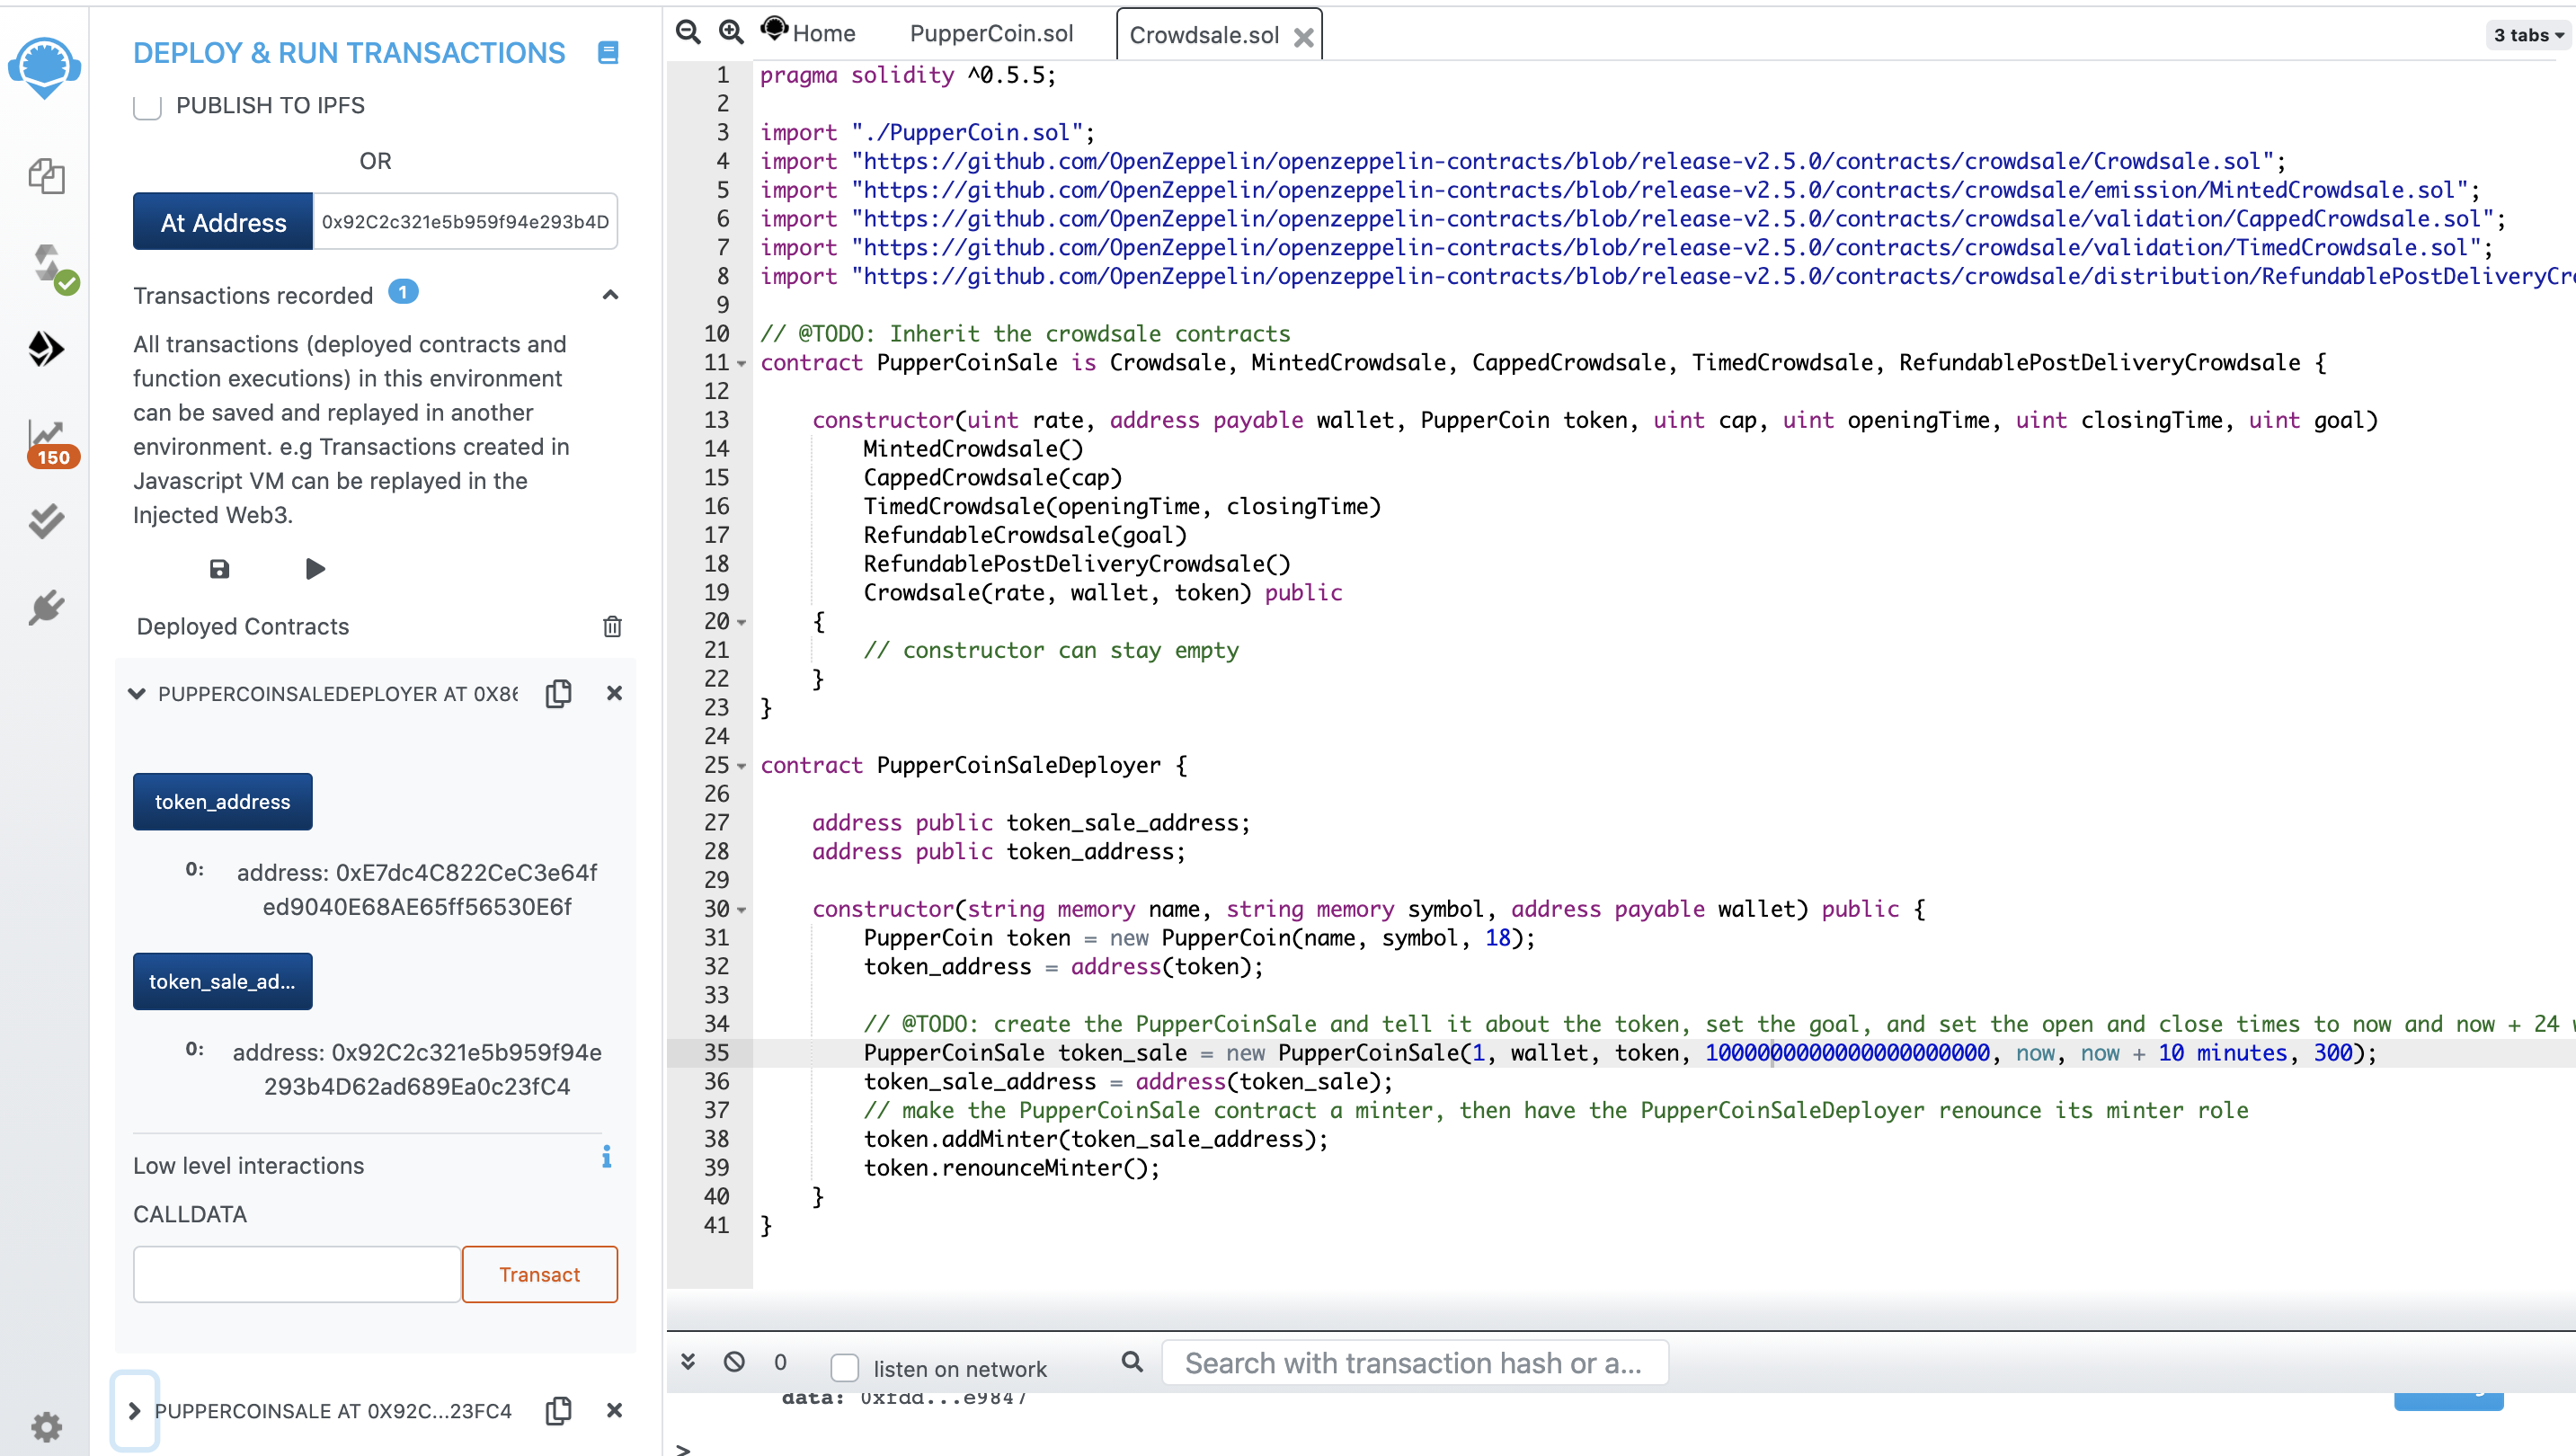 DEPLOY & RUN TRANSACTIONS
PUBLISH TO IPFS
OR
At Address 0x92C2c321e5b959f94e293b4D
Transactions recorded 1
All transactions (deployed contracts and
function executions) in this environment
can be saved and replayed in another
environment. e.g Transactions created in
Javascript VM can be replayed in the
Injected Web3.
150
Deployed Contracts
PUPPERCOINSALEDEPLOYER AT 0X86
token_address
0: address: 0xE7dc4C822CeC3e64f
ed9040E68AE65ff56530E6f
token_sale_ad...
0: address: 0x92C2c321e5b959f94e
293b4D62ad689Ea0c23fC4
Low level interactions
CALLDATA
Transact
PUPPERCOINSALE AT 0X92C...23FC4
Home PupperCoin.sol Crowdsale.sol
3 tabs
1 pragma solidity ^0.5.5;
2
3 import "./PupperCoin.sol";
4 import "https://github.com/OpenZeppelin/openzeppelin-contracts/blob/release-v2.5.0/contracts/crowdsale/Crowdsale.sol";
5 import "https://github.com/OpenZeppelin/openzeppelin-contracts/blob/release-v2.5.0/contracts/crowdsale/emission/MintedCrowdsale.sol";
6 import "https://github.com/OpenZeppelin/openzeppelin-contracts/blob/release-v2.5.0/contracts/crowdsale/validation/CappedCrowdsale.sol";
7 import "https://github.com/OpenZeppelin/openzeppelin-contracts/blob/release-v2.5.0/contracts/crowdsale/validation/TimedCrowdsale.sol";
8 import "https://github.com/OpenZeppelin/openzeppelin-contracts/blob/release-v2.5.0/contracts/crowdsale/distribution/RefundablePostDeliveryCr
9
10 // @TODO: Inherit the crowdsale contracts
11 contract PupperCoinSale is Crowdsale, MintedCrowdsale, CappedCrowdsale, TimedCrowdsale, RefundablePostDeliveryCrowdsale {
12
13 constructor(uint rate, address payable wallet, PupperCoin token, uint cap, uint openingTime, uint closingTime, uint goal)
14 MintedCrowdsale()
15 CappedCrowdsale(cap)
16 TimedCrowdsale(openingTime, closingTime)
17 RefundableCrowdsale(goal)
18 RefundablePostDeliveryCrowdsale()
19 Crowdsale(rate, wallet, token) public
20 {
21 // constructor can stay empty
22 }
23 }
24
25 contract PupperCoinSaleDeployer {
26
27 address public token_sale_address;
28 address public token_address;
29
30 constructor(string memory name, string memory symbol, address payable wallet) public {
31 PupperCoin token = new PupperCoin(name, symbol, 18);
32 token_address = address(token);
33
34 // @TODO: create the PupperCoinSale and tell it about the token, set the goal, and set the open and close times to now and now + 24
35 PupperCoinSale token_sale = new PupperCoinSale(1, wallet, token, 1000000000000000000000, now, now + 10 minutes, 300);
36 token_sale_address = address(token_sale);
37 // make the PupperCoinSale contract a minter, then have the PupperCoinSaleDeployer renounce its minter role
38 token.addMinter(token_sale_address);
39 token.renounceMinter();
40 }
41 }
0 listen on network Search with transaction hash or a...
data: 0xfdd...e9847
>